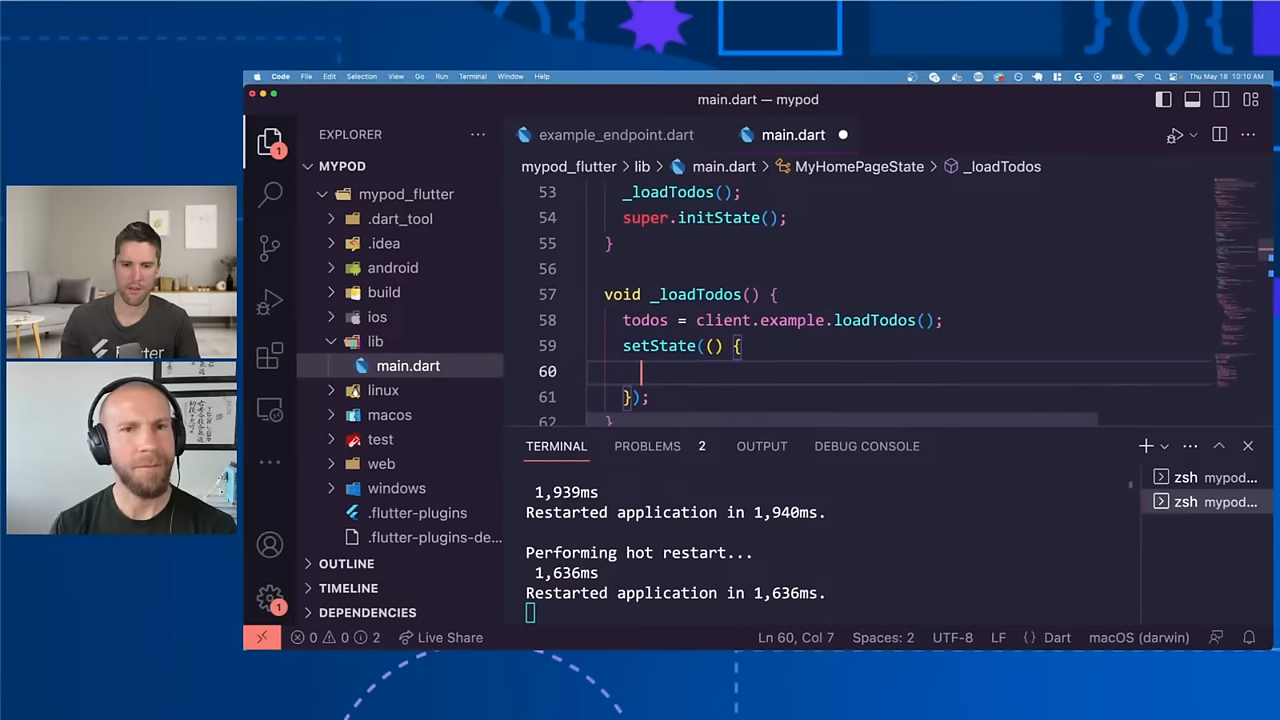 Code File Edit Selection View Go Run Terminal Window Help
Thu May 18 10:10 AM
main.dart — mypod
EXPLORER
example_endpoint.dart
main.dart
MYPOD
mypod_flutter > lib > main.dart > MyHomePageState > _loadTodos
mypod_flutter
.dart_tool
.idea
android
build
ios
lib
main.dart
linux
macos
test
web
windows
.flutter-plugins
.flutter-plugins-de...
OUTLINE
TIMELINE
DEPENDENCIES
53 _loadTodos();
54 super.initState();
55 }
56
57 void _loadTodos() {
58 todos = client.example.loadTodos();
59 setState(() {
60
61 });
62 }
TERMINAL PROBLEMS 2 OUTPUT DEBUG CONSOLE
1,939ms
Restarted application in 1,940ms.
Performing hot restart...
1,636ms
Restarted application in 1,636ms.
zsh mypod...
zsh mypod...
1
1
0 0 2 Live Share
Ln 60, Col 7 Spaces: 2 UTF-8 LF {} Dart macOS (darwin)